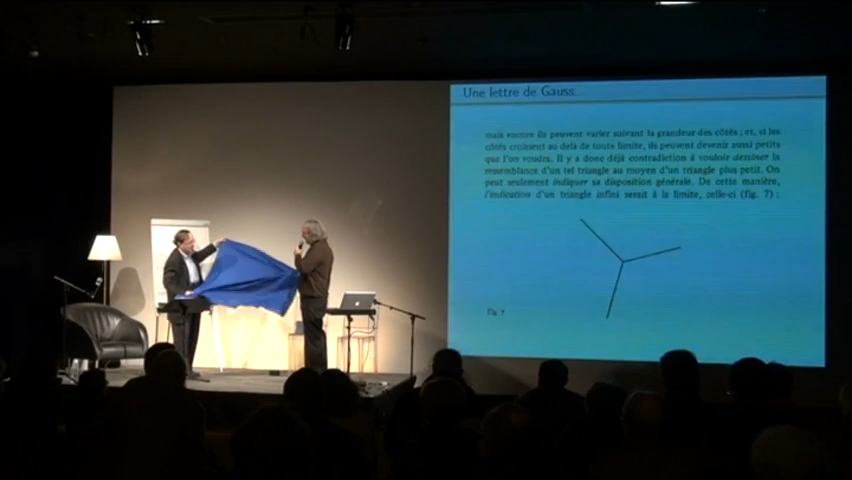 Une lettre de Gauss...
mais encore ils peuvent varier suivant la grandeur des côtés ; et, si les
côtés croissent au delà de toute limite, ils peuvent devenir aussi petits
que l'on voudra. Il y a donc déjà contradiction à vouloir dessiner la
ressemblance d'un tel triangle au moyen d'un triangle plus petit. On
peut seulement indiquer sa disposition générale. De cette manière,
l'indication d'un triangle infini serait à la limite, celle-ci (fig. 7) :
Fig. 7